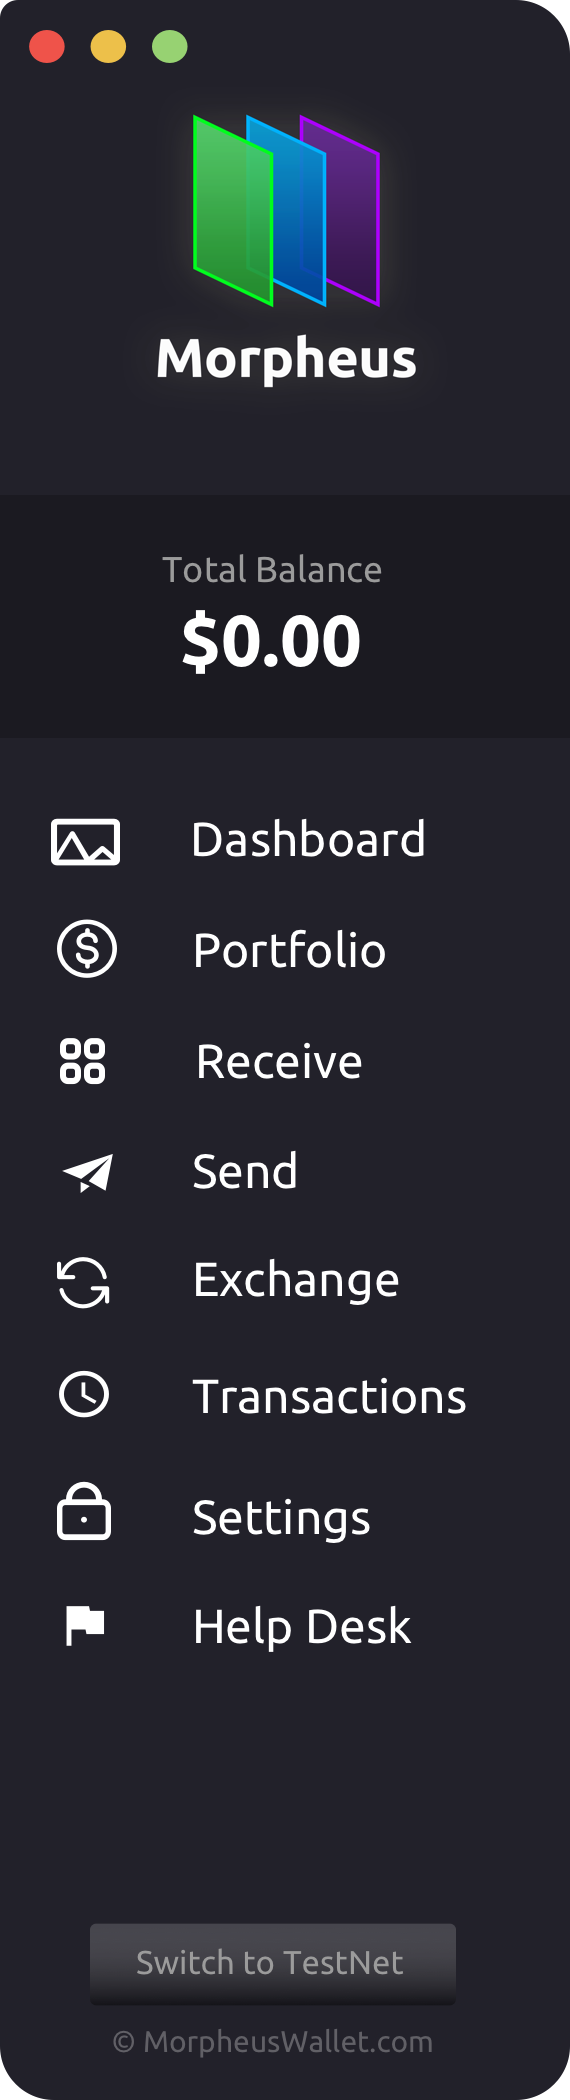 Morpheus
Total Balance
$0.00
Dashboard
Portfolio
Receive
Send
Exchange
Transactions
Settings
Help Desk
Switch to TestNet
© MorpheusWallet.com